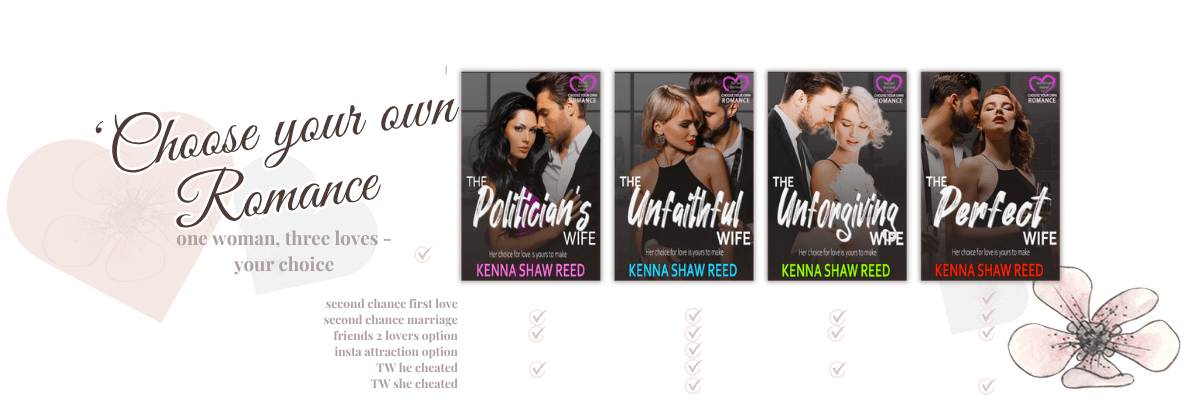 ‘Choose your own
Romance
one woman, three loves -
your choice
CHOOSE YOUR OWN
ROMANCE
THE
Politician's
WIFE
Her choice for love is yours to make
KENNA SHAW REED
CHOOSE YOUR OWN
ROMANCE
THE
Unfaithful
WIFE
Her choice for love is yours to make
KENNA SHAW REED
CHOOSE YOUR OWN
ROMANCE
THE
Unforgiving
WIFE
Her choice for love is yours to make
KENNA SHAW REED
CHOOSE YOUR OWN
ROMANCE
THE
Perfect
WIFE
Her choice for love is yours to make
KENNA SHAW REED
second chance first love
second chance marriage
friends 2 lovers option
insta attraction option
TW he cheated
TW she cheated